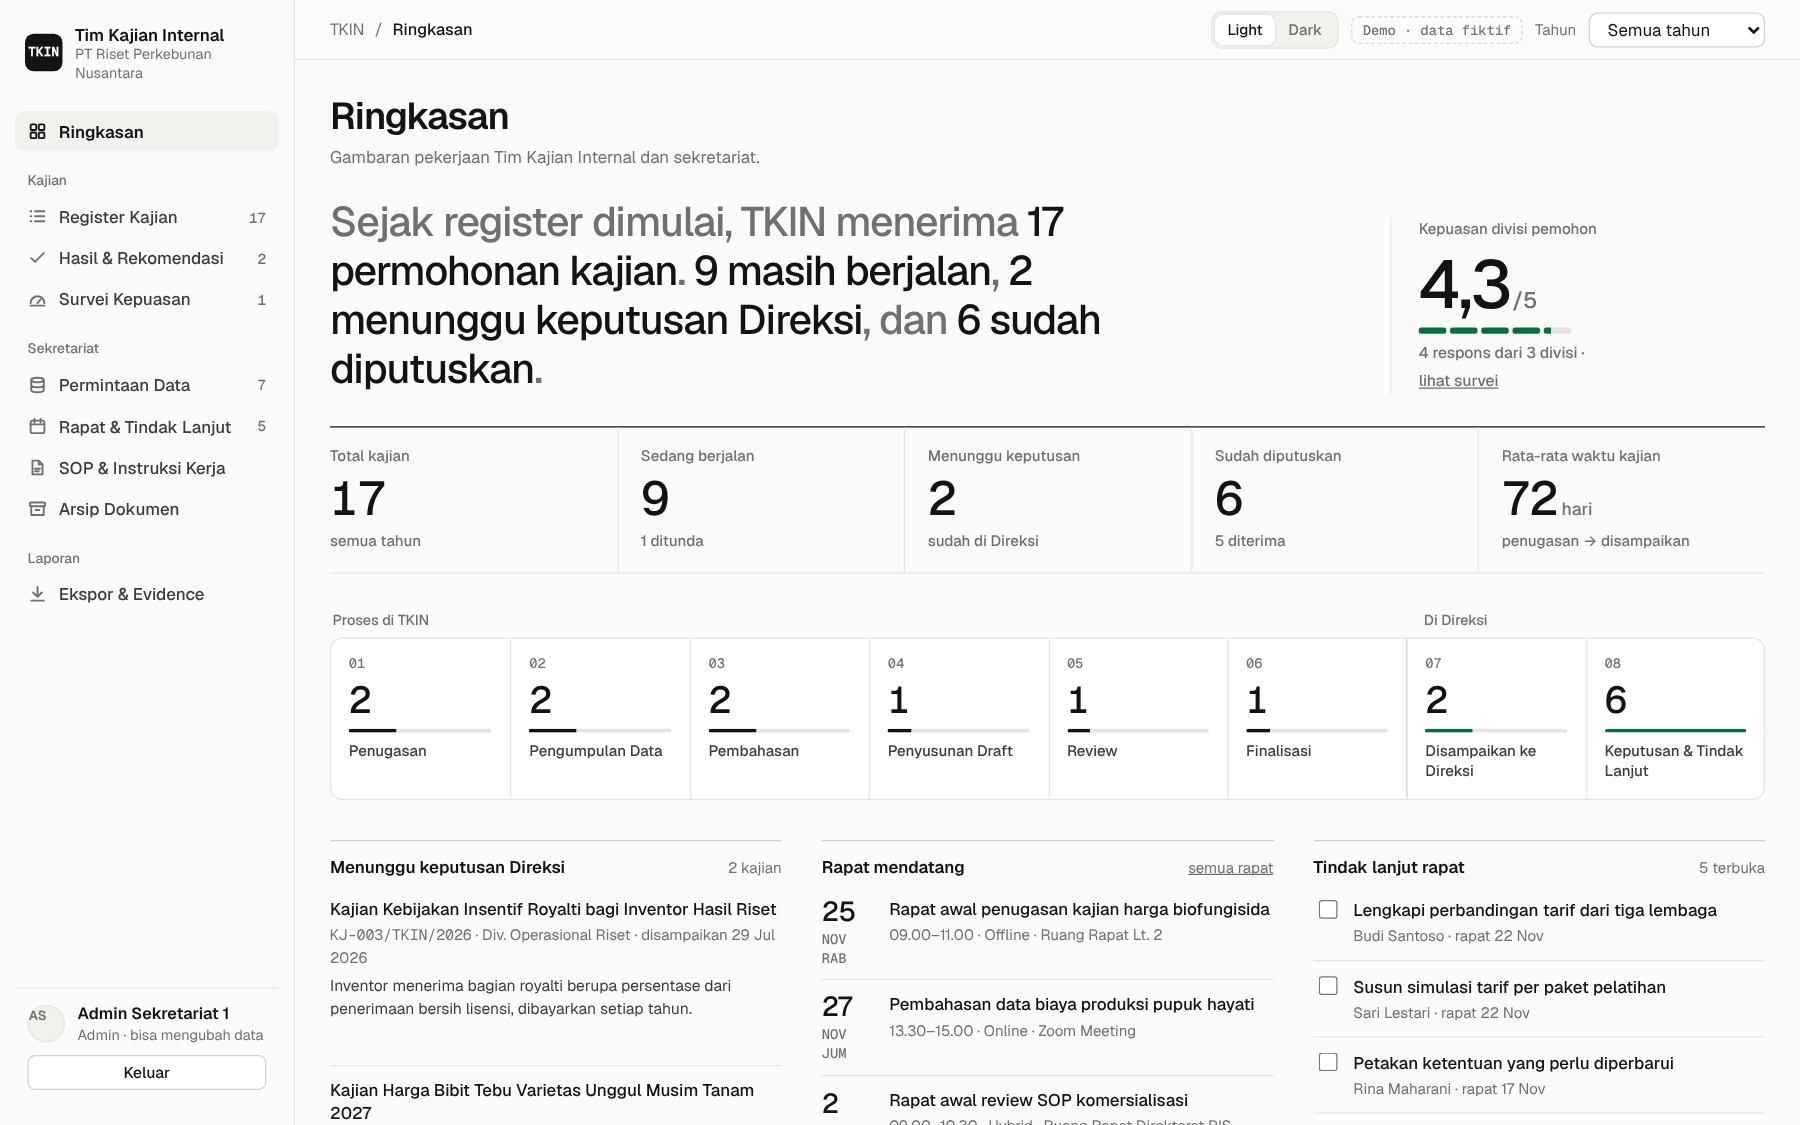 TKIN
Tim Kajian Internal
PT Riset Perkebunan
Nusantara
Ringkasan
Kajian
Register Kajian 17
Hasil & Rekomendasi 2
Survei Kepuasan 1
Sekretariat
Permintaan Data 7
Rapat & Tindak Lanjut 5
SOP & Instruksi Kerja
Arsip Dokumen
Laporan
Ekspor & Evidence
AS
Admin Sekretariat 1
Admin · bisa mengubah data
Keluar
TKIN / Ringkasan
Light Dark Demo · data fiktif Tahun Semua tahun
Ringkasan
Gambaran pekerjaan Tim Kajian Internal dan sekretariat.
Sejak register dimulai, TKIN menerima 17
permohonan kajian. 9 masih berjalan, 2
menunggu keputusan Direksi, dan 6 sudah
diputuskan.
Kepuasan divisi pemohon
4,3/5
4 respons dari 3 divisi ·
lihat survei
Total kajian
17
semua tahun
Sedang berjalan
9
1 ditunda
Menunggu keputusan
2
sudah di Direksi
Sudah diputuskan
6
5 diterima
Rata-rata waktu kajian
72 hari
penugasan → disampaikan
Proses di TKIN
Di Direksi
01
2
Penugasan
02
2
Pengumpulan Data
03
2
Pembahasan
04
1
Penyusunan Draft
05
1
Review
06
1
Finalisasi
07
2
Disampaikan ke
Direksi
08
6
Keputusan & Tindak
Lanjut
Menunggu keputusan Direksi 2 kajian
Kajian Kebijakan Insentif Royalti bagi Inventor Hasil Riset
KJ-003/TKIN/2026 · Div. Operasional Riset · disampaikan 29 Jul
2026
Inventor menerima bagian royalti berupa persentase dari
penerimaan bersih lisensi, dibayarkan setiap tahun.
Kajian Harga Bibit Tebu Varietas Unggul Musim Tanam
2027
Rapat mendatang semua rapat
25
NOV
RAB
Rapat awal penugasan kajian harga biofungisida
09.00–11.00 · Offline · Ruang Rapat Lt. 2
27
NOV
JUM
Pembahasan data biaya produksi pupuk hayati
13.30–15.00 · Online · Zoom Meeting
2
Rapat awal review SOP komersialisasi
09.00–10.30 · Hybrid · Ruang Rapat Direktorat BIS
Tindak lanjut rapat 5 terbuka
Lengkapi perbandingan tarif dari tiga lembaga
Budi Santoso · rapat 22 Nov
Susun simulasi tarif per paket pelatihan
Sari Lestari · rapat 22 Nov
Petakan ketentuan yang perlu diperbarui
Rina Maharani · rapat 17 Nov